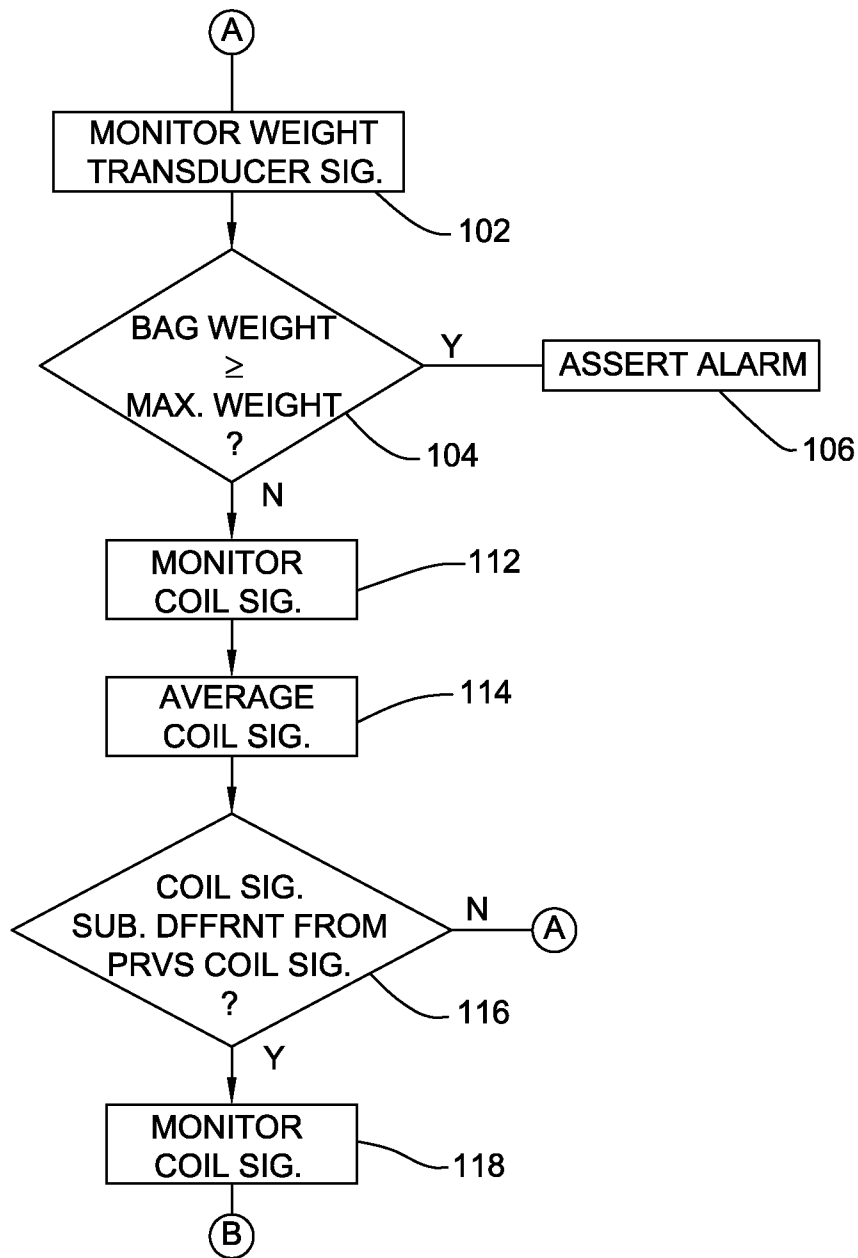 A
MONITOR WEIGHT
TRANSDUCER SIG.
102
BAG WEIGHT
≥
MAX. WEIGHT
?
104
Y
ASSERT ALARM
106
N
MONITOR
COIL SIG.
112
AVERAGE
COIL SIG.
114
COIL SIG.
SUB. DFFRNT FROM
PRVS COIL SIG.
?
116
N
A
Y
MONITOR
COIL SIG.
118
B